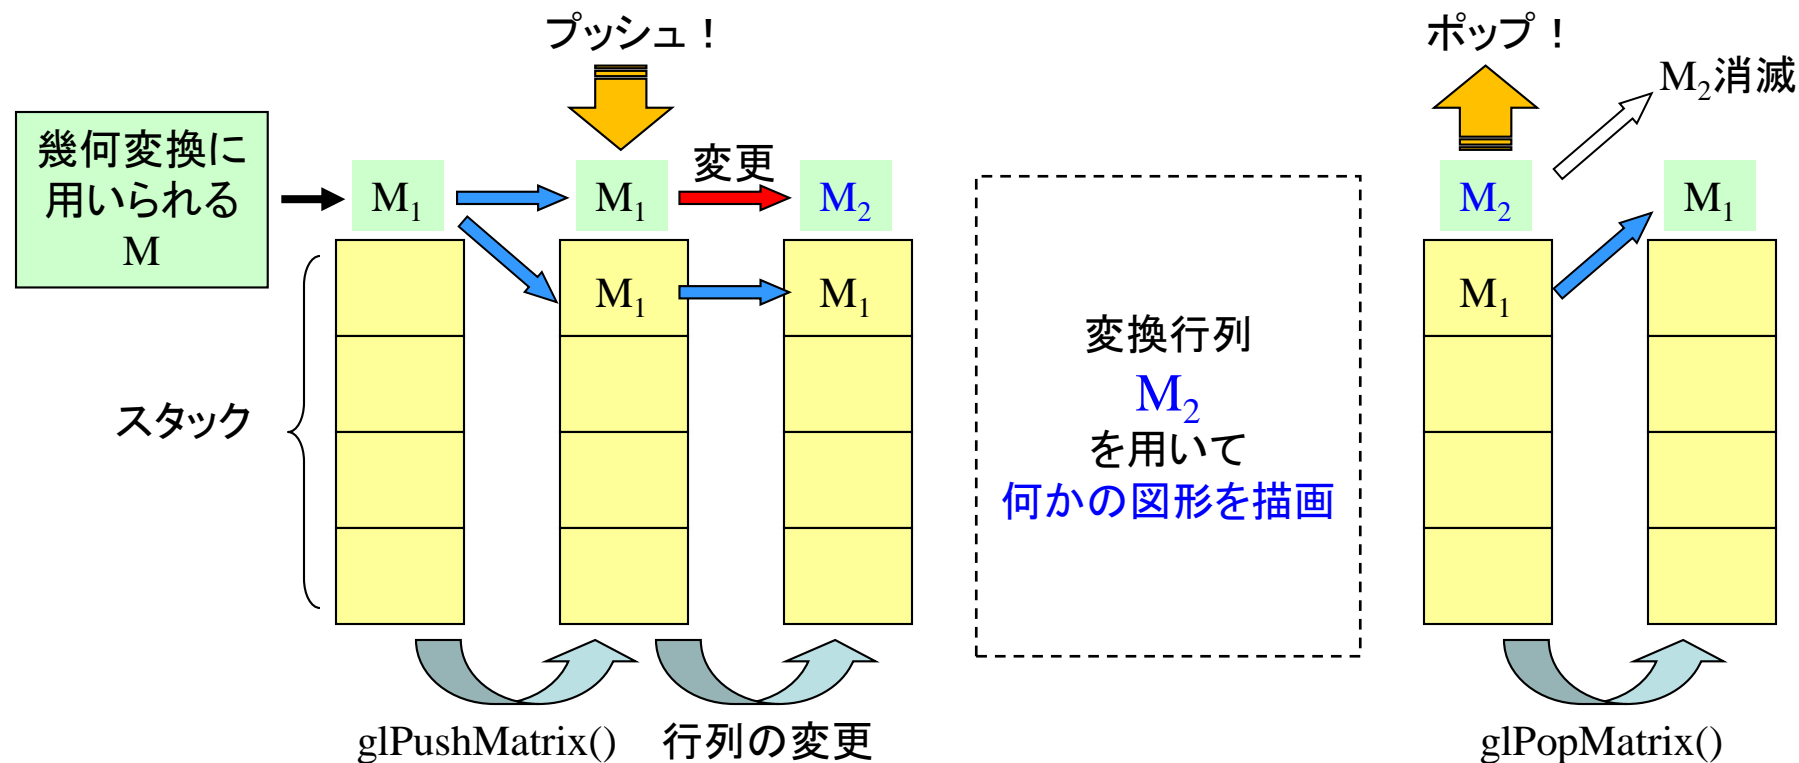 プッシュ！
ポップ！
M2消滅
幾何変換に
用いられる
M
M1
M1
変更
M2
M2
M1
M1
M1
M1
スタック
変換行列
M2
を用いて
何かの図形を描画
glPushMatrix()
行列の変更
glPopMatrix()